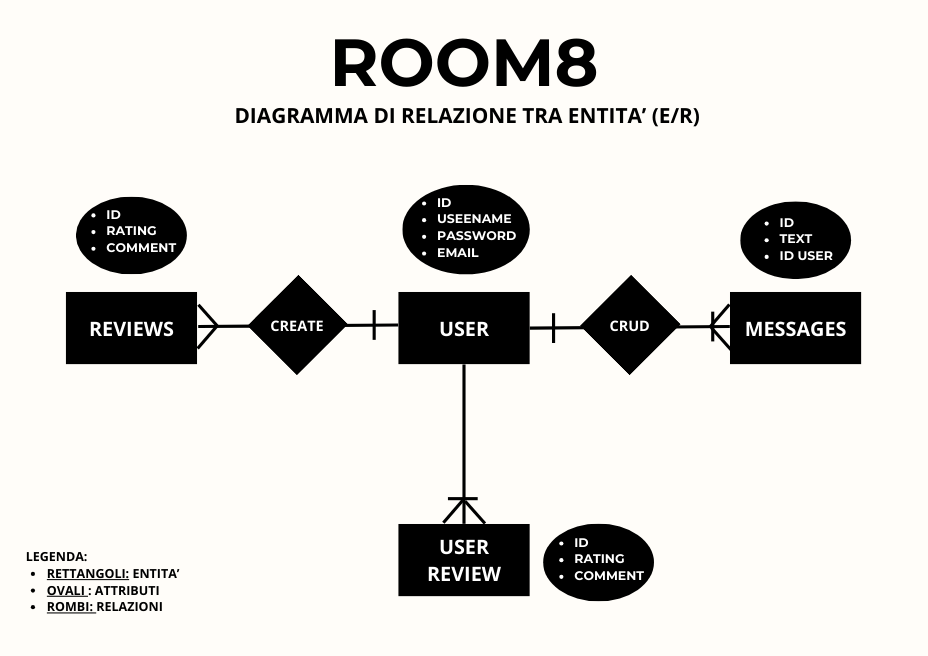 ROOM8
DIAGRAMMA DI RELAZIONE TRA ENTITA' (E/R)
• ID
• RATING
• COMMENT
• ID
• USEENAME
• PASSWORD
• EMAIL
• ID
• TEXT
• ID USER
REVIEWS
CREATE
USER
CRUD
MESSAGES
USER
REVIEW
• ID
• RATING
• COMMENT
LEGENDA:
• RETTANGOLI: ENTITA'
• OVALI : ATTRIBUTI
• ROMBI: RELAZIONI